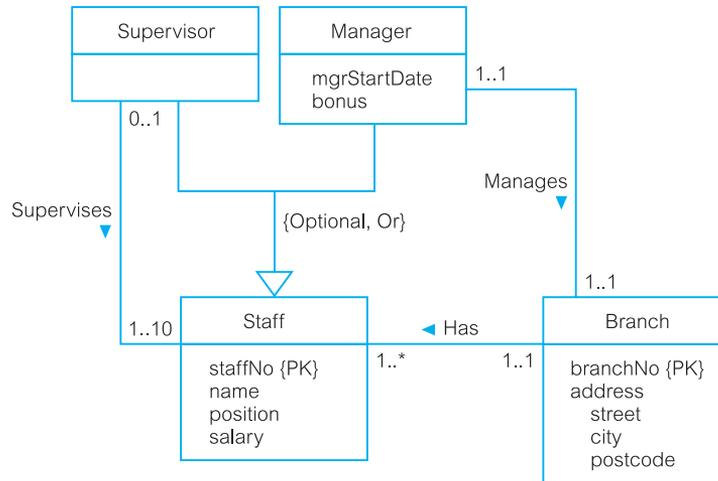 Supervisor
Manager
mgrStartDate
bonus
1..1
0..1
Manages
Supervises
{Optional, Or}
1..1
1..10
Staff
Has
Branch
1..*
1..1
staffNo {PK}
name
position
salary
branchNo {PK}
address
street
city
postcode